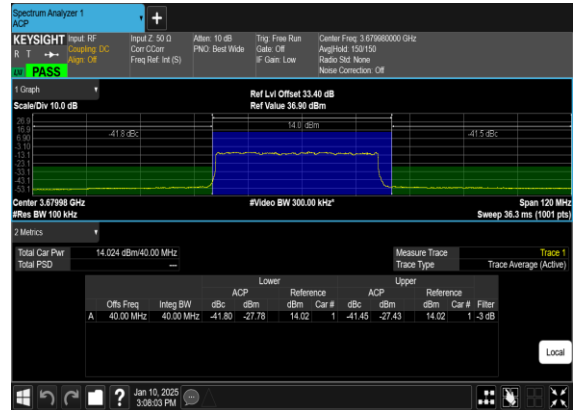 Spectrum Analyzer 1
ACP
+
KEYSIGHT Input: RF Input Z: 50 Ω Atten: 10 dB Trig: Free Run Center Freq: 3.679980000 GHz
R T Coupling: DC Corr CCorr PNO: Best Wide Gate: Off Avg|Hold: 150/150
Align: Off Freq Ref: Int (S) IF Gain: Low Radio Std: None
LW PASS Noise Correction: Off
1 Graph Ref Lvl Offset 33.40 dB
Scale/Div 10.0 dB Ref Value 36.90 dBm
26.9
16.9 14.0 dBm
6.90 -41.8 dBc -41.5 dBc
-3.10
-13.1
-23.1
-33.1
-43.1
-53.1
Center 3.67998 GHz #Video BW 300.00 kHz* Span 120 MHz
#Res BW 100 kHz Sweep 36.3 ms (1001 pts)
2 Metrics
Total Car Pwr 14.024 dBm/40.00 MHz Measure Trace Trace 1
Total PSD --- Trace Type Trace Average (Active)
Lower Upper
ACP Reference ACP Reference
Offs Freq Integ BW dBc dBm dBm Car # dBc dBm dBm Car # Filter
A 40.00 MHz 40.00 MHz -41.80 -27.78 14.02 1 -41.45 -27.43 14.02 1 -3 dB
Local
? Jan 10, 2025
3:08:03 PM